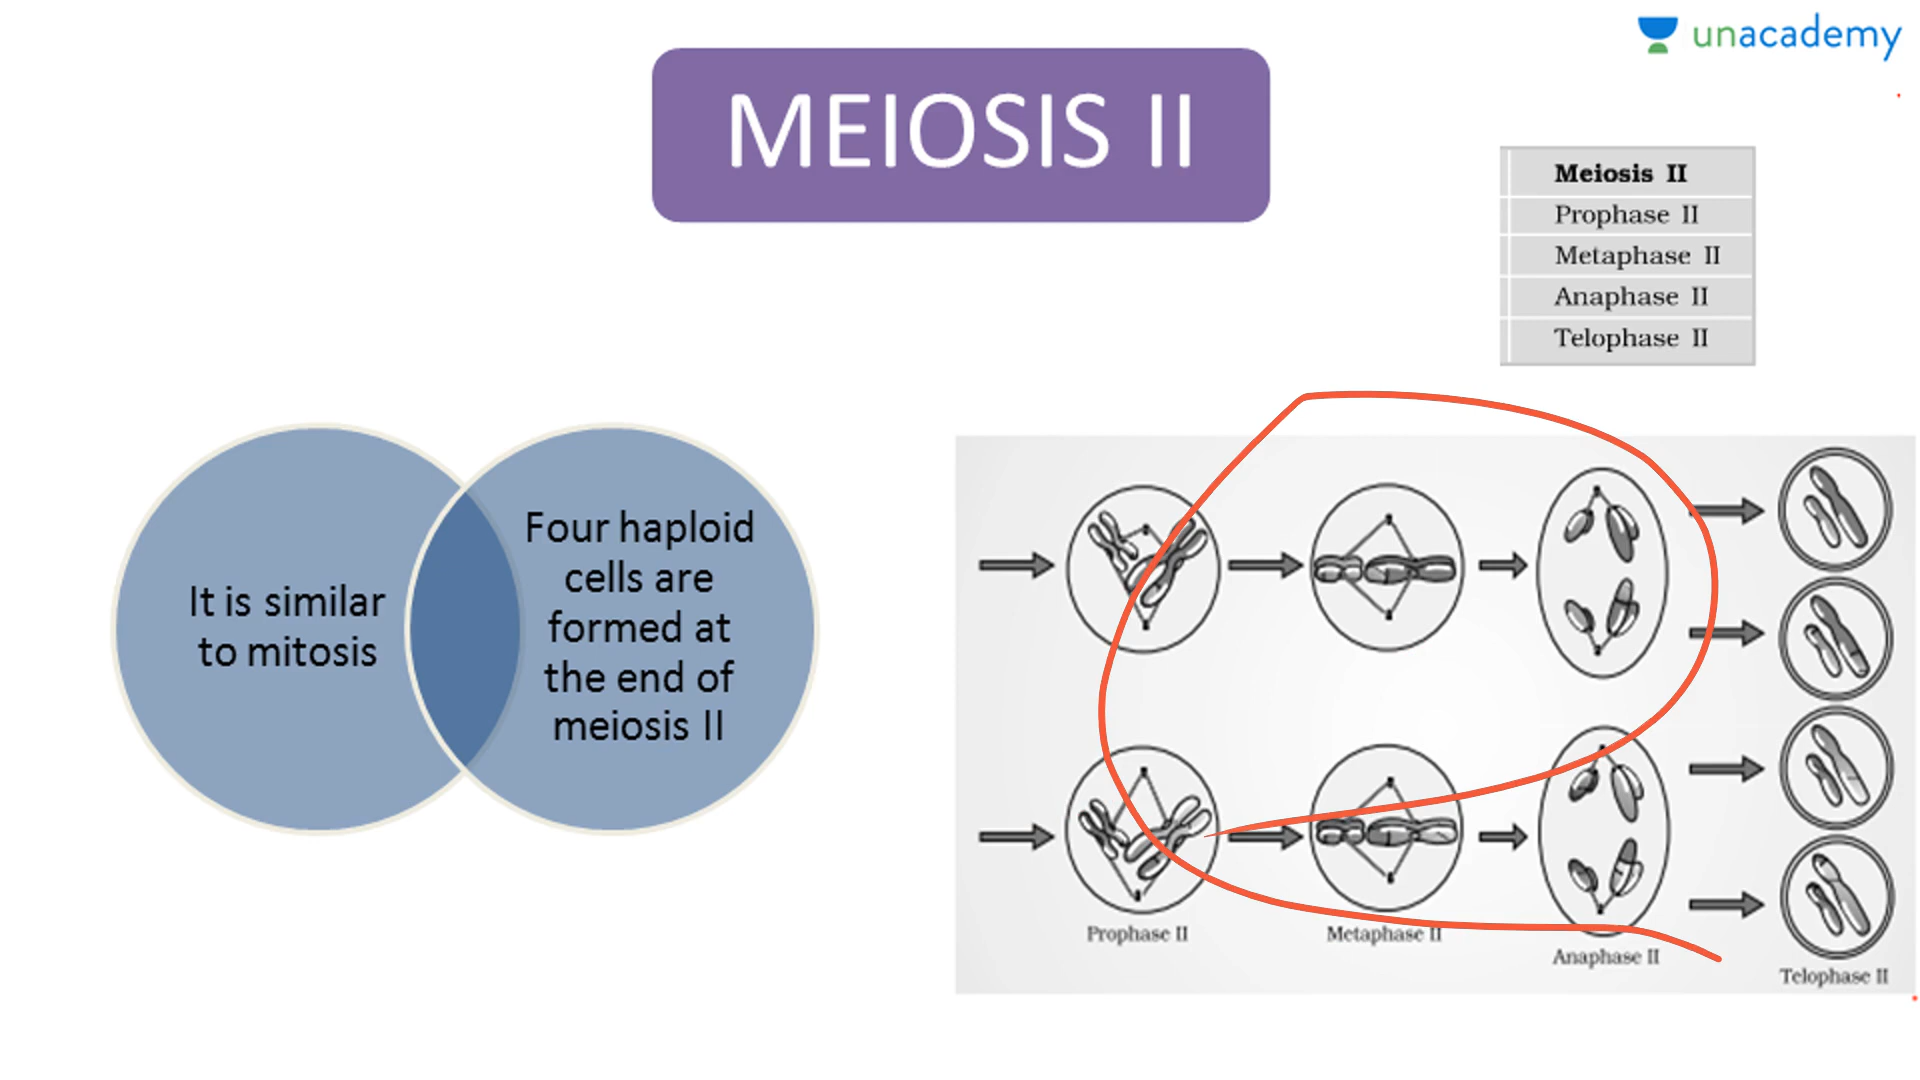 unacademy
MEIOSIS II
Meiosis II
Prophase II
Metaphase II
Anaphase II
Telophase II
It is similar
to mitosis
Four haploid
cells are
formed at
the end of
meiosis II
Prophase II
Metaphase II
Anaphase II
Telophase II